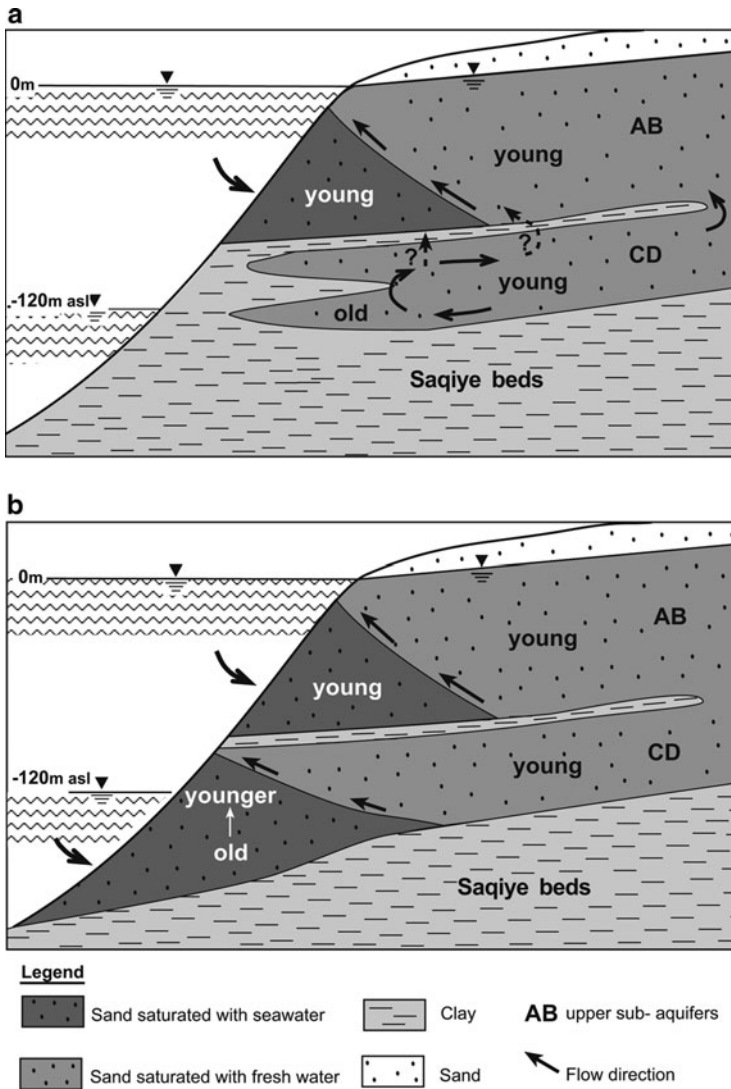 a
0m
AB
young
young
?
?
CD
young
-120m asl
old
Saqiye beds
b
0m
AB
young
young
CD
young
-120m asl
younger
old
Saqiye beds
Legend
Sand saturated with seawater
Clay
AB upper sub- aquifers
Sand saturated with fresh water
Sand
Flow direction